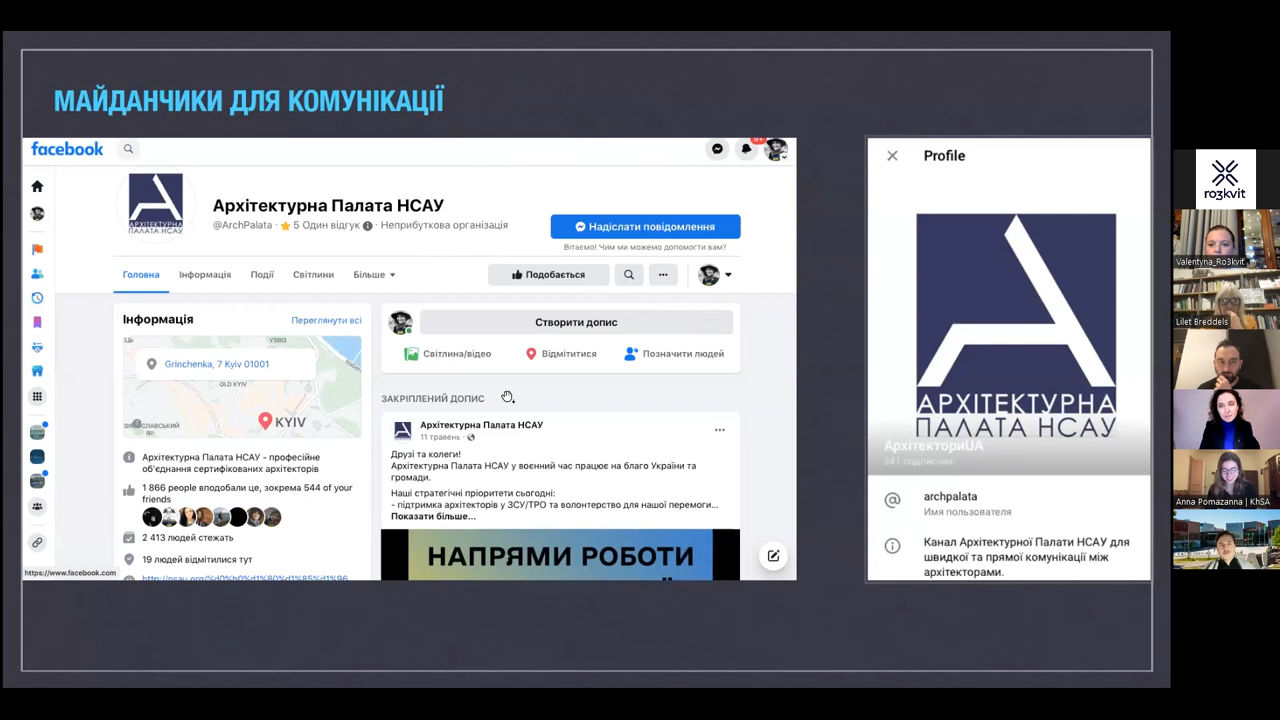 МАЙДАНЧИКИ ДЛЯ КОМУНІКАЦІЇ
facebook
9+
АРХІТЕКТУРНА
ПАЛАТА НСАУ
Архітектурна Палата НСАУ
@ArchPalata · 5 Один відгук · Неприбуткова організація
Надіслати повідомлення
Вітаємо! Чим ми можемо допомогти вам?
Головна Інформація Події Світлини Більше
Подобається
Інформація
Переглянути всі
Grinchenka, 7 Kyiv 01001
OLD KYIV
KYIV
Архітектурна Палата НСАУ - професійне
об'єднання сертифікованих архітекторів
1 866 people вподобали це, зокрема 544 of your
friends
2 413 людей стежать
19 людей відмітилися тут
https://www.facebook.com
Створити допис
Світлина/відео Відмітитися Позначити людей
ЗАКРІПЛЕНИЙ ДОПИС
Архітектурна Палата НСАУ
11 травень ·
Друзі та колеги!
Архітектурна Палата НСАУ у воєнний час працює на благо України та
громади.
Наші стратегічні пріоритети сьогодні:
- підтримка архітекторів у ЗСУ/ТРО та волонтерство для нашої перемоги...
Показати більше...
НАПРЯМИ РОБОТИ
Profile
АРХІТЕКТУРНА
ПАЛАТА НСАУ
АрхітекториUA
341 подписчик
archpalata
Имя пользователя
Канал Архітектурної Палати НСАУ для
швидкої та прямої комунікації між
архітекторами.
ro3kvit
Valentyna_Ro3kvit
Lilet Breddels
Anna Pomazanna | KhSA